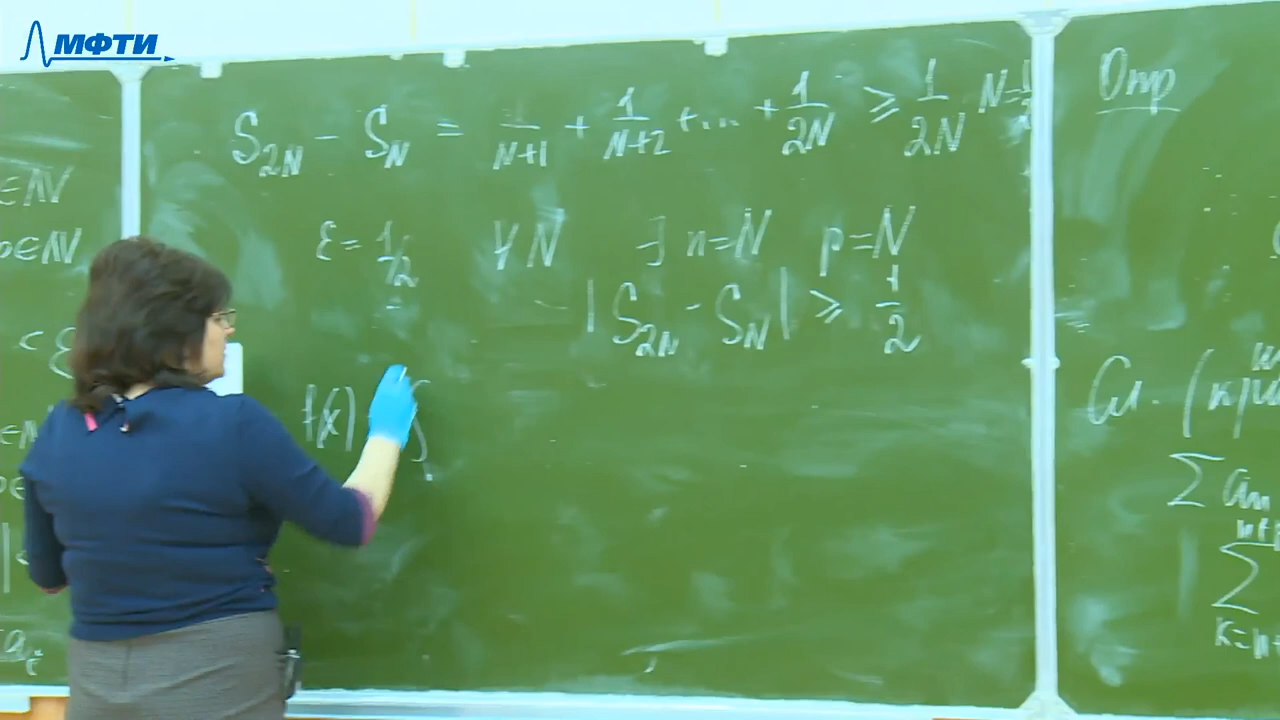 МФТИ
∈ N
p ∈ N
< ε
S_{2N} - S_N = 1/(N+1) + 1/(N+2) + ... + 1/(2N) ≥ 1/(2N) N =
ε = 1/2 ∀ N ∃ n = N p = N
|S_{2N} - S_N| ≥ 1/2
f(x)
Опр
Сл. (
∑ a_n
∑
k=n+